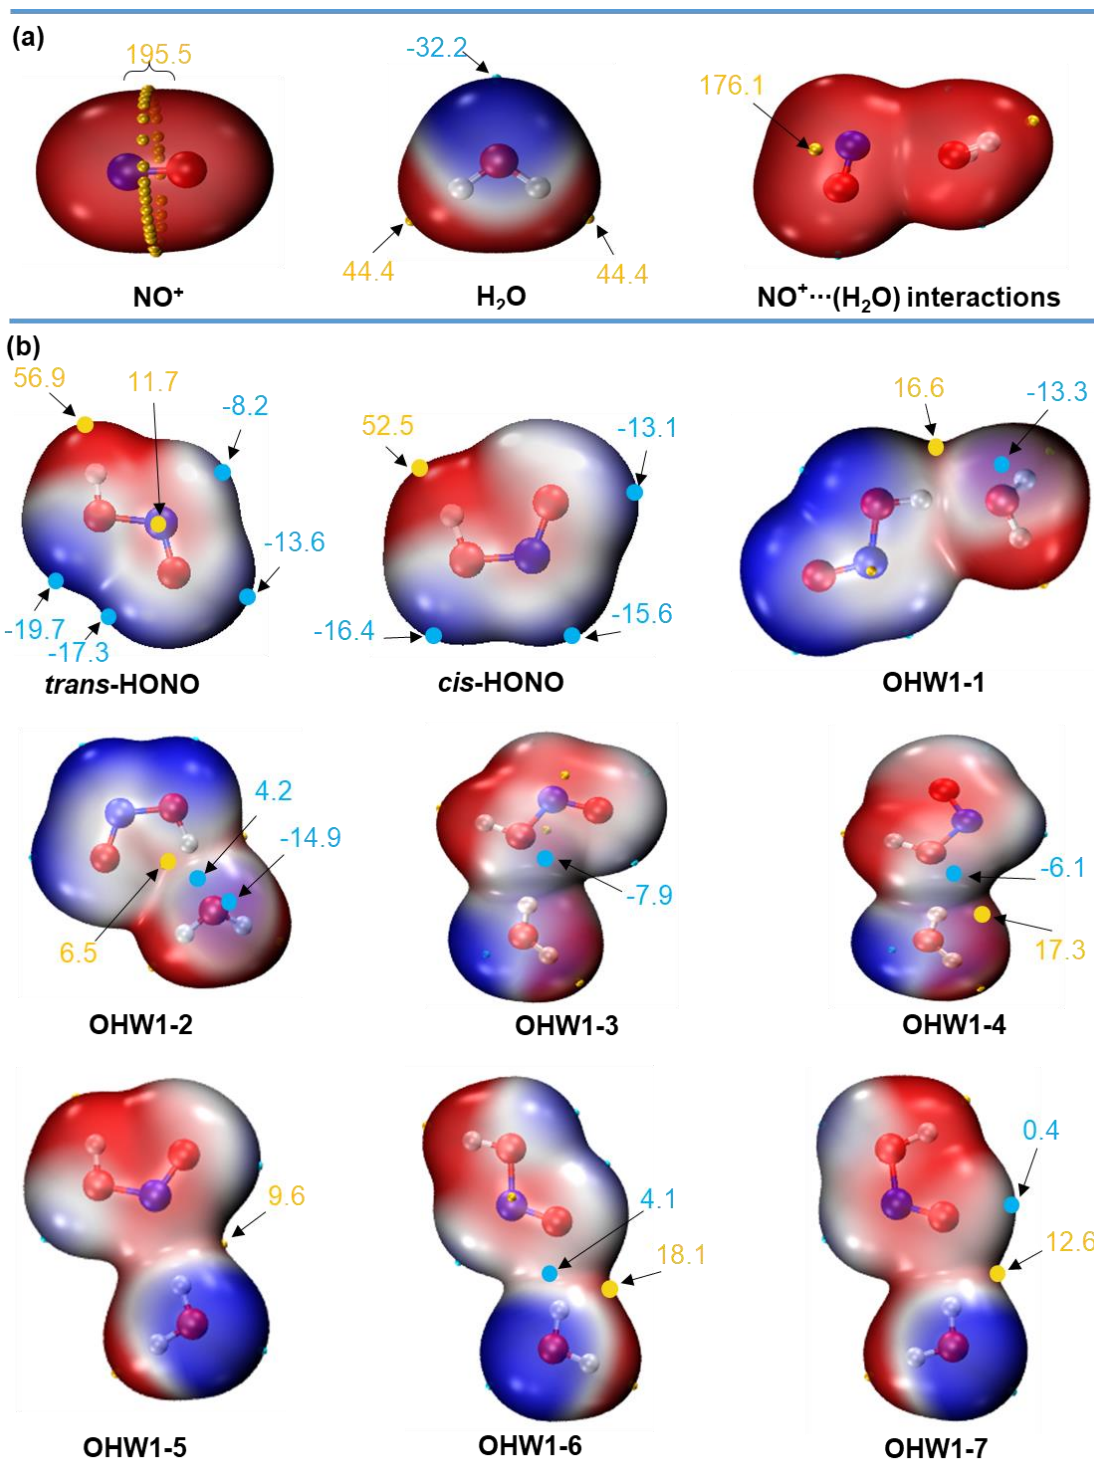 (a)
195.5
-32.2
176.1
44.4
44.4
NO⁺
H₂O
NO⁺···(H₂O) interactions
(b)
56.9
11.7
-8.2
-13.6
-19.7
-17.3
trans-HONO
52.5
-13.1
-16.4
-15.6
cis-HONO
16.6
-13.3
OHW1-1
4.2
-14.9
6.5
OHW1-2
-7.9
OHW1-3
-6.1
17.3
OHW1-4
9.6
OHW1-5
4.1
18.1
OHW1-6
0.4
12.6
OHW1-7